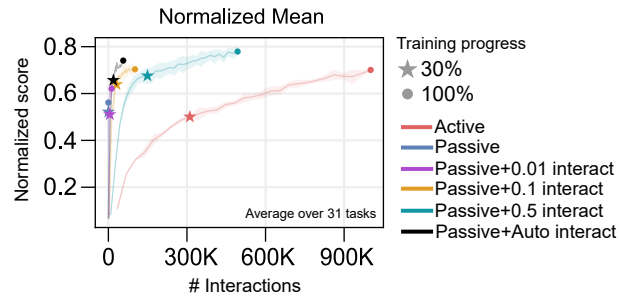 Normalized Mean
Normalized score
0.8
0.6
0.4
0.2
0
300K
600K
900K
# Interactions
Average over 31 tasks
Training progress
30%
100%
Active
Passive
Passive+0.01 interact
Passive+0.1 interact
Passive+0.5 interact
Passive+Auto interact